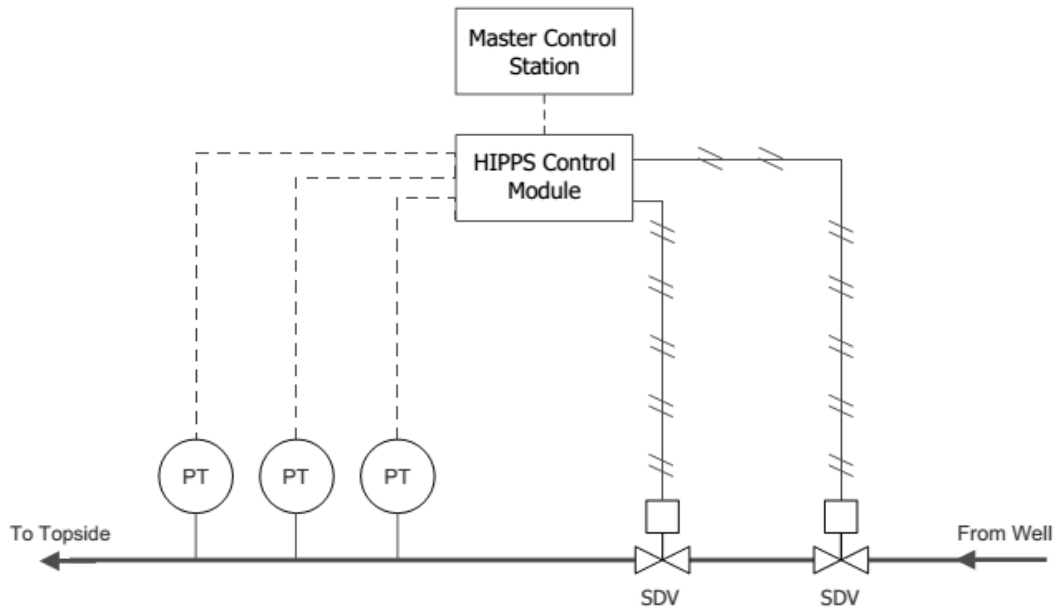 Master Control
Station
HIPPS Control
Module
PT
PT
PT
To Topside
From Well
SDV
SDV